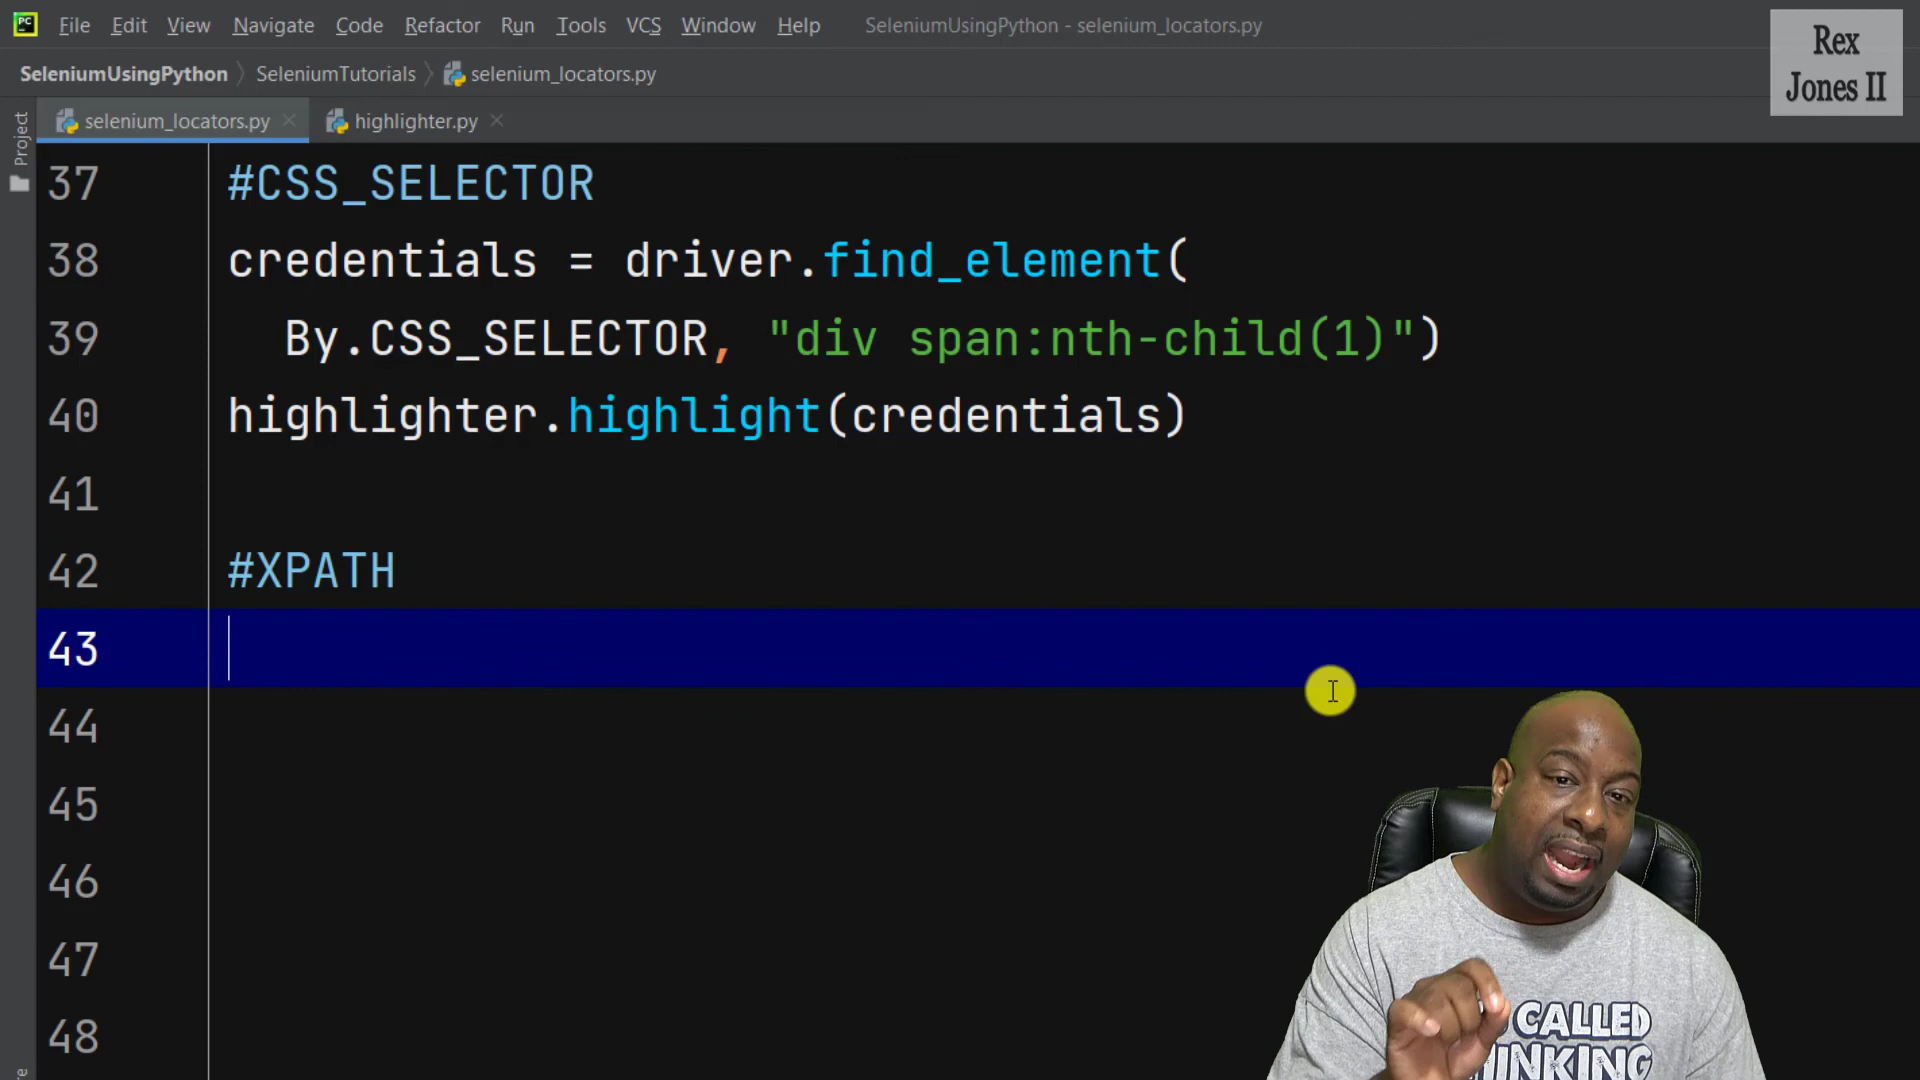 PC File Edit View Navigate Code Refactor Run Tools VCS Window Help SeleniumUsingPython - selenium_locators.py
Rex
Jones II
SeleniumUsingPython SeleniumTutorials selenium_locators.py
Project
selenium_locators.py highlighter.py
37 #CSS_SELECTOR
38 credentials = driver.find_element(
39 By.CSS_SELECTOR, "div span:nth-child(1)")
40 highlighter.highlight(credentials)
41
42 #XPATH
43
44
45
46
47
48
CALLED